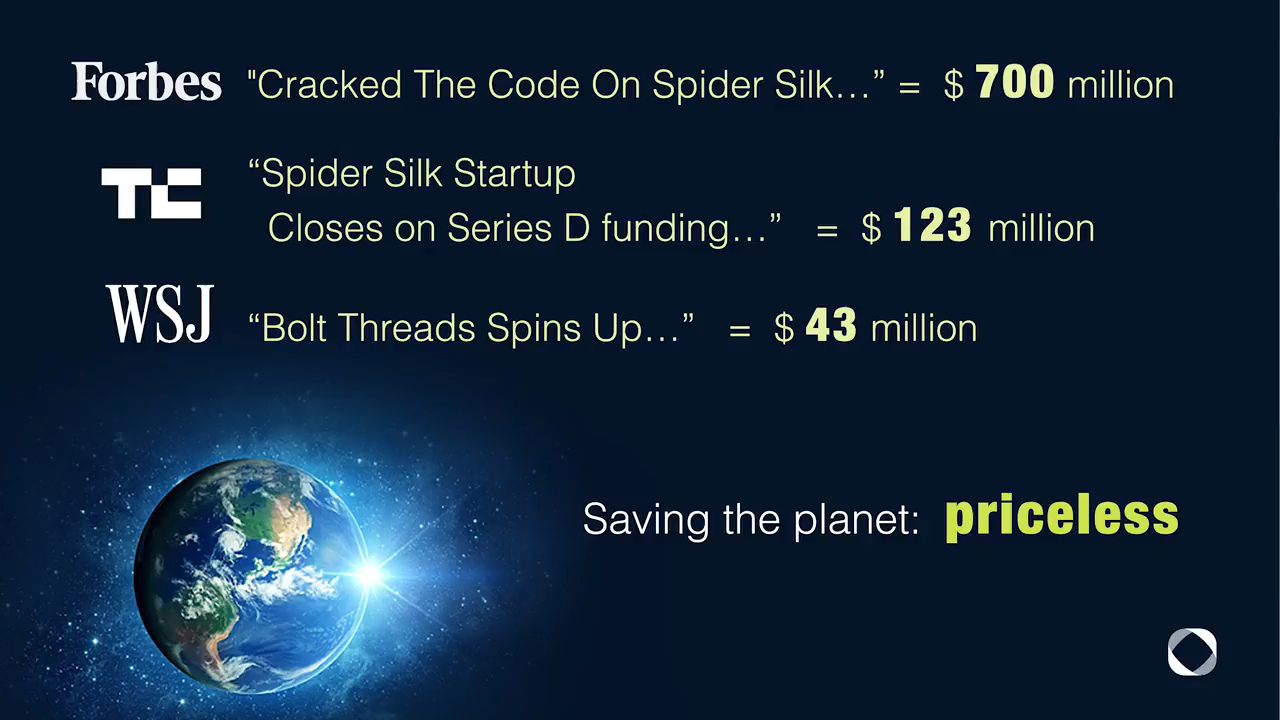 Forbes "Cracked The Code On Spider Silk…” = $ 700 million
TC “Spider Silk Startup
Closes on Series D funding…” = $ 123 million
WSJ “Bolt Threads Spins Up…” = $ 43 million
Saving the planet: priceless